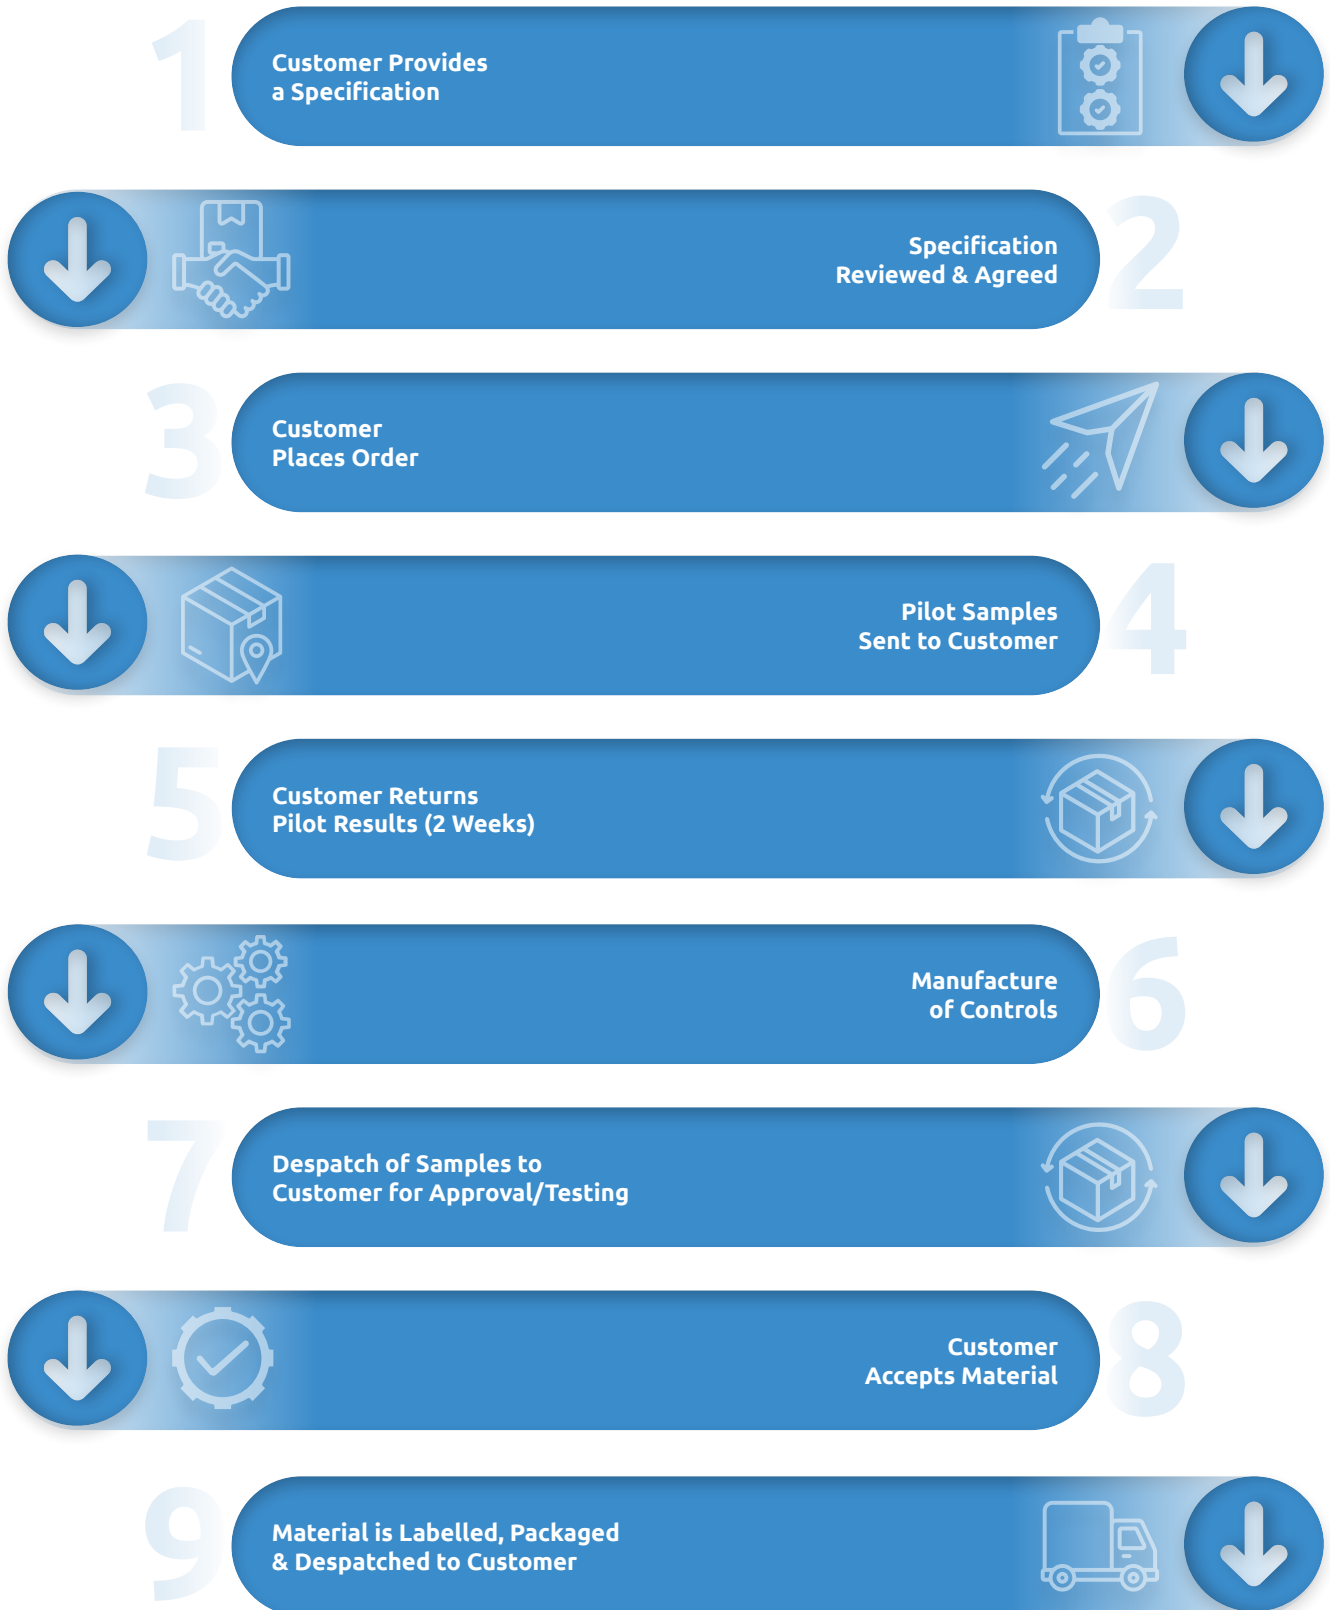 1
Customer Provides
a Specification
2
Specification
Reviewed & Agreed
3
Customer
Places Order
4
Pilot Samples
Sent to Customer
5
Customer Returns
Pilot Results (2 Weeks)
6
Manufacture
of Controls
7
Despatch of Samples to
Customer for Approval/Testing
8
Customer
Accepts Material
9
Material is Labelled, Packaged
& Despatched to Customer